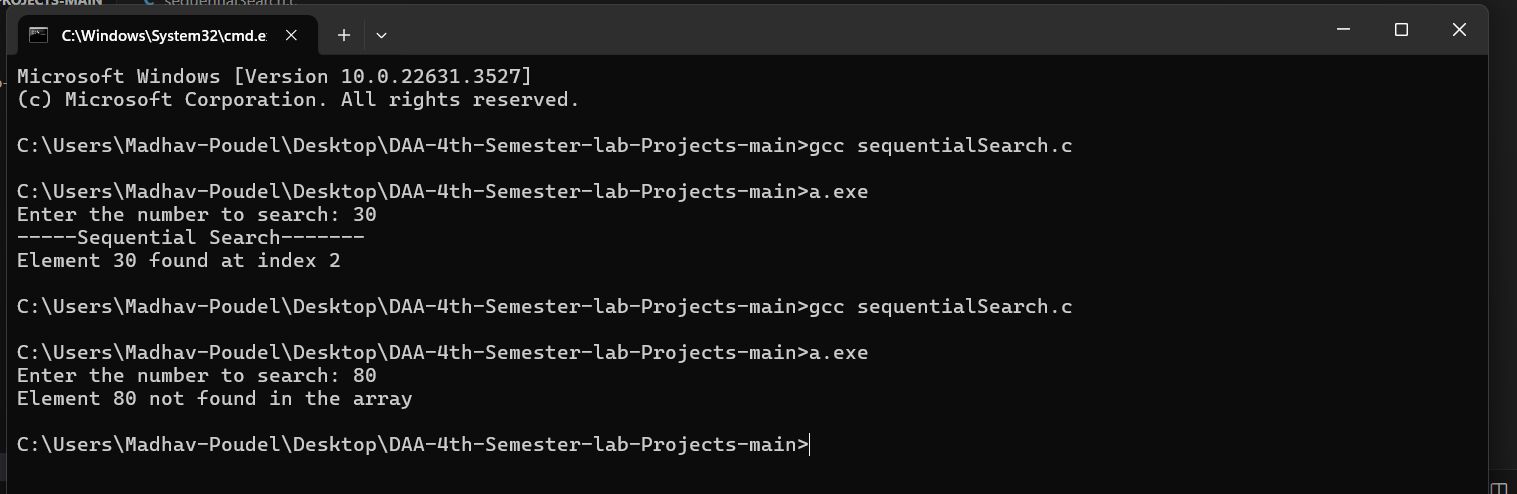 PROJECTS-MAIN
sequentialSearch.c
C:\Windows\System32\cmd.e
Microsoft Windows [Version 10.0.22631.3527]
(c) Microsoft Corporation. All rights reserved.
C:\Users\Madhav-Poudel\Desktop\DAA-4th-Semester-lab-Projects-main>gcc sequentialSearch.c
C:\Users\Madhav-Poudel\Desktop\DAA-4th-Semester-lab-Projects-main>a.exe
Enter the number to search: 30
-----Sequential Search-------
Element 30 found at index 2
C:\Users\Madhav-Poudel\Desktop\DAA-4th-Semester-lab-Projects-main>gcc sequentialSearch.c
C:\Users\Madhav-Poudel\Desktop\DAA-4th-Semester-lab-Projects-main>a.exe
Enter the number to search: 80
Element 80 not found in the array
C:\Users\Madhav-Poudel\Desktop\DAA-4th-Semester-lab-Projects-main>